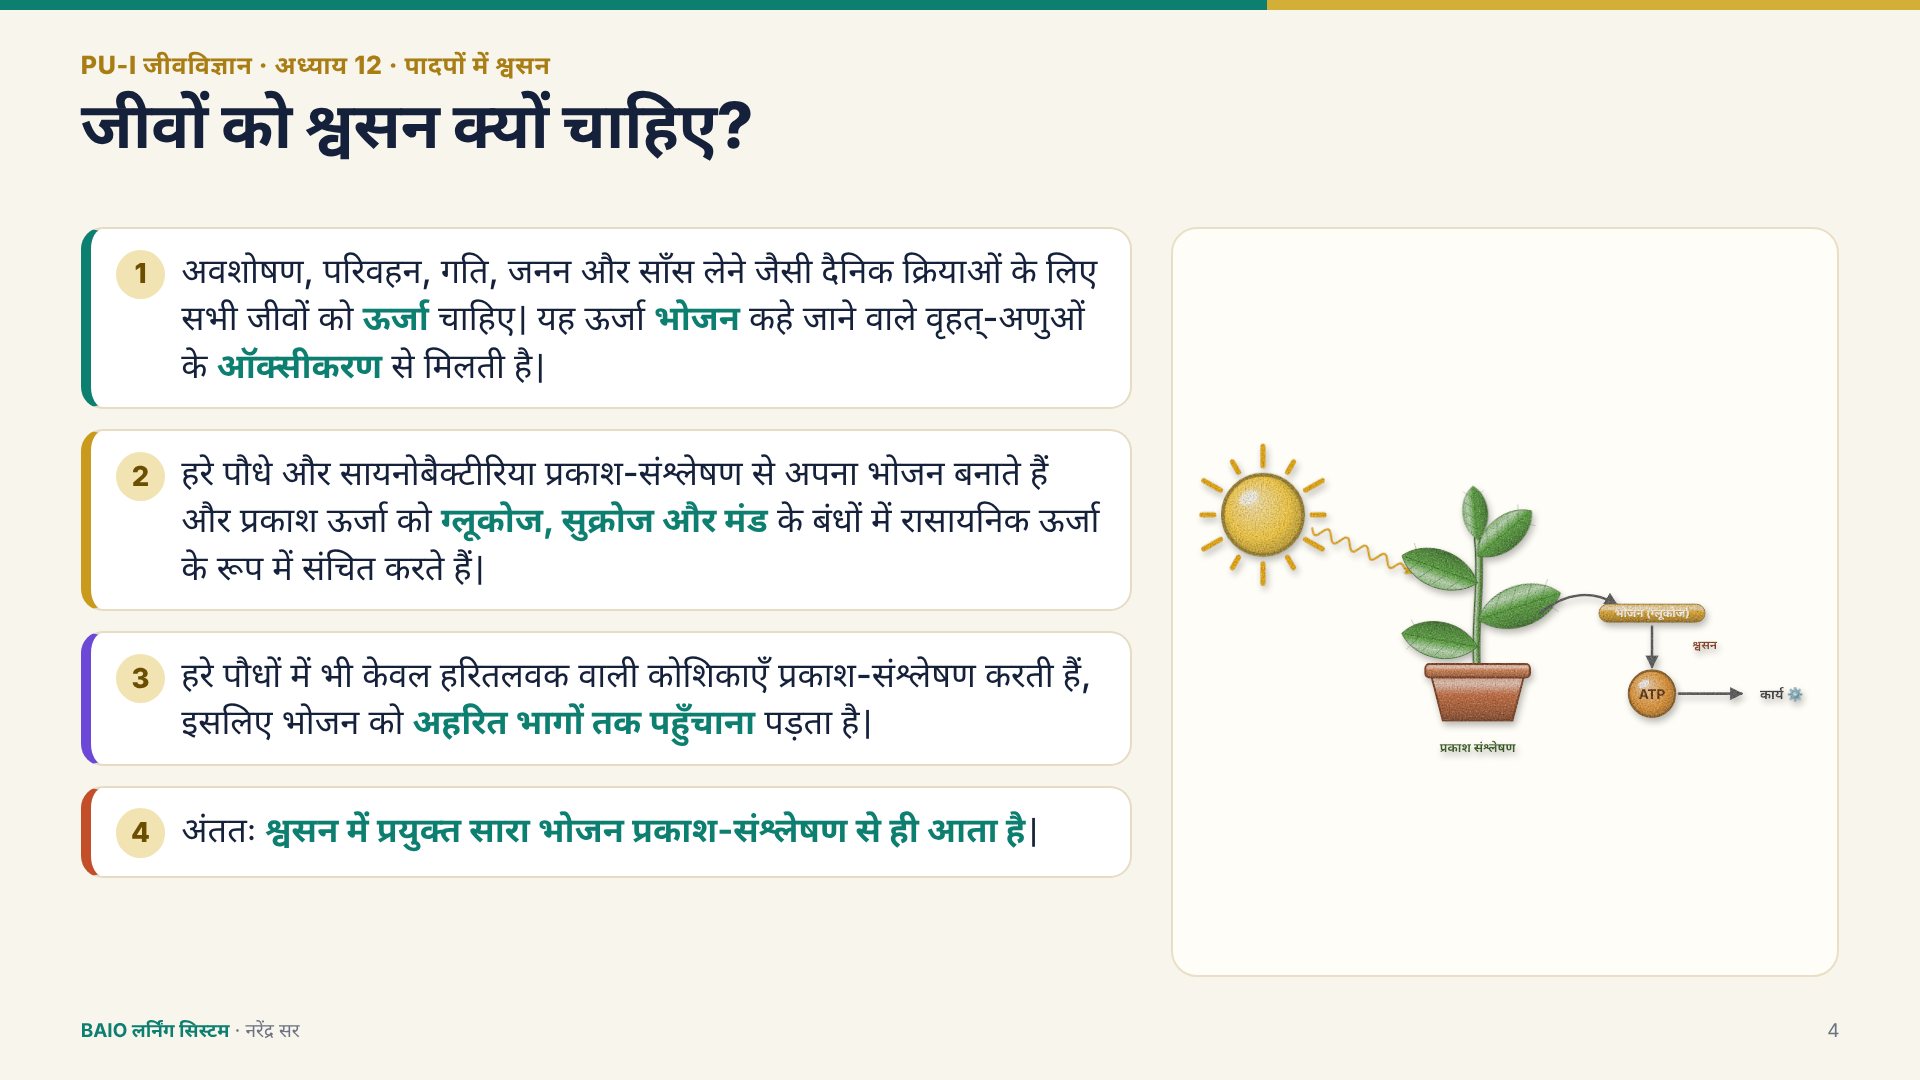 PU-I जीवविज्ञान · अध्याय 12 · पादपों में श्वसन
जीवों को श्वसन क्यों चाहिए?
1
अवशोषण, परिवहन, गति, जनन और साँस लेने जैसी दैनिक क्रियाओं के लिए
सभी जीवों को ऊर्जा चाहिए| यह ऊर्जा भोजन कहे जाने वाले वृहत्-अणुओं
के ऑक्सीकरण से मिलती है|
2
हरे पौधे और सायनोबैक्टीरिया प्रकाश-संश्लेषण से अपना भोजन बनाते हैं
और प्रकाश ऊर्जा को ग्लूकोज, सुक्रोज और मंड के बंधों में रासायनिक ऊर्जा
के रूप में संचित करते हैं|
3
हरे पौधों में भी केवल हरितलवक वाली कोशिकाएँ प्रकाश-संश्लेषण करती हैं,
इसलिए भोजन को अहरित भागों तक पहुँचाना पड़ता है|
4
अंततः श्वसन में प्रयुक्त सारा भोजन प्रकाश-संश्लेषण से ही आता है|
भोजन (ग्लूकोज)
श्वसन
ATP
कार्य
प्रकाश संश्लेषण
BAIO लर्निंग सिस्टम · नरेंद्र सर
4